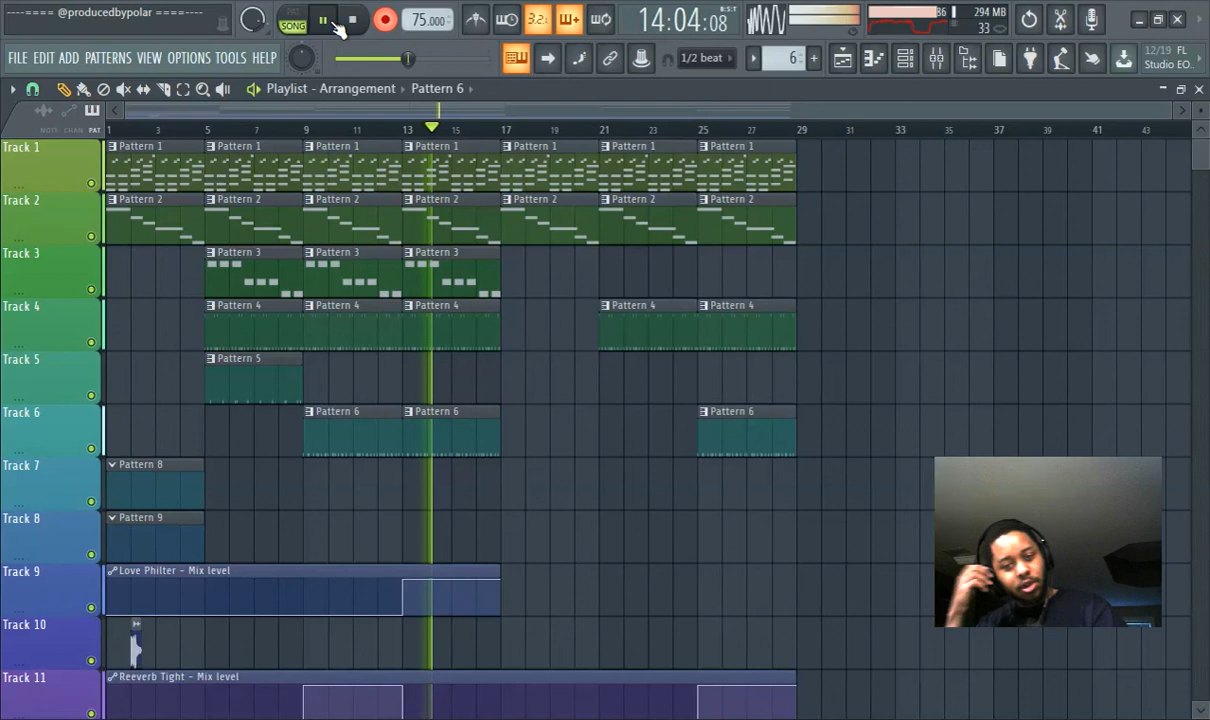 ----==== @producedbypolar ====----
PAT
SONG
75.000
3.2.
14:04:08
B:S:T
86
33
294 MB
FILE EDIT ADD PATTERNS VIEW OPTIONS TOOLS HELP
1/2 beat
6
12/19 FL
Studio EO..
Playlist - Arrangement
Pattern 6
NOTE CHAN PAT
1 3 5 7 9 11 13 15 17 19 21 23 25 27 29 31 33 35 37 39 41 43
Track 1
Pattern 1 Pattern 1 Pattern 1 Pattern 1 Pattern 1 Pattern 1 Pattern 1
Track 2
Pattern 2 Pattern 2 Pattern 2 Pattern 2 Pattern 2 Pattern 2 Pattern 2
Track 3
Pattern 3 Pattern 3 Pattern 3
Track 4
Pattern 4 Pattern 4 Pattern 4 Pattern 4 Pattern 4
Track 5
Pattern 5
Track 6
Pattern 6 Pattern 6 Pattern 6
Track 7
Pattern 8
Track 8
Pattern 9
Track 9
Love Philter - Mix level
Track 10
Track 11
Reeverb Tight - Mix level